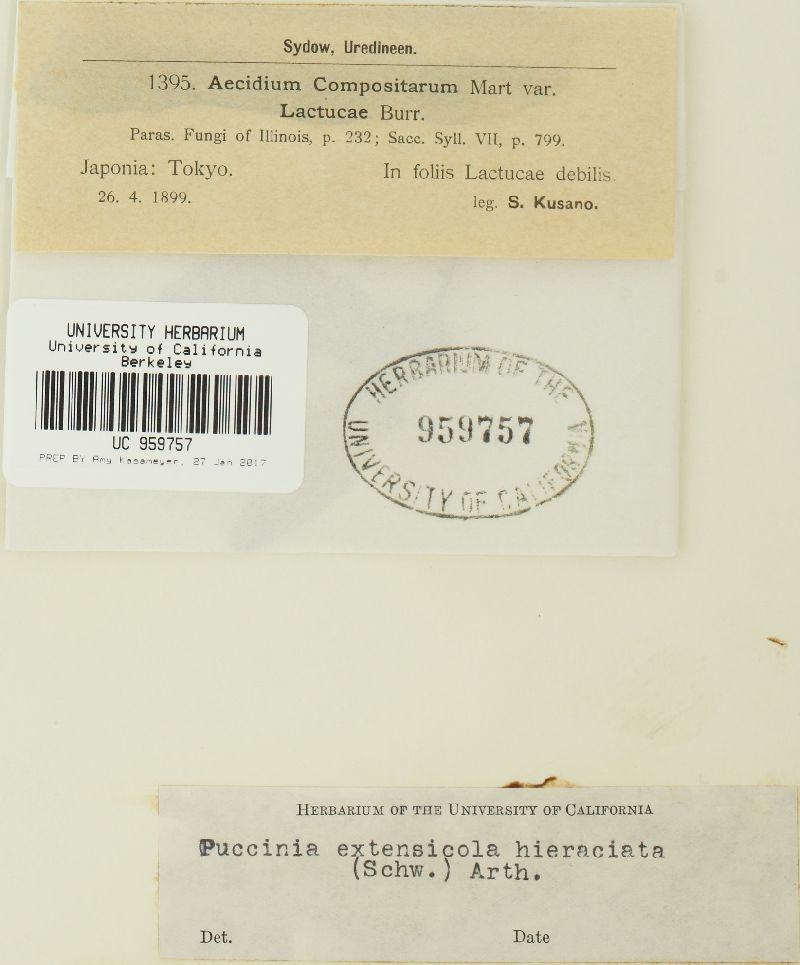 Sydow, Uredineen.
1395. Aecidium Compositarum Mart var.
Lactucae Burr.
Paras. Fungi of Illinois, p. 232; Sacc. Syll. VII, p. 799.
Japonia: Tokyo.
In foliis Lactucae debilis.
26. 4. 1899.
leg. S. Kusano.
UNIVERSITY HERBARIUM
University of California
Berkeley
UC 959757
PREP BY Amy Kasameyer, 27 Jan 2017
HERBARIUM OF THE
959757
UNIVERSITY OF CALIFORNIA
HERBARIUM OF THE UNIVERSITY OF CALIFORNIA
Puccinia extensicola hieraciata
(Schw.) Arth.
Det.
Date